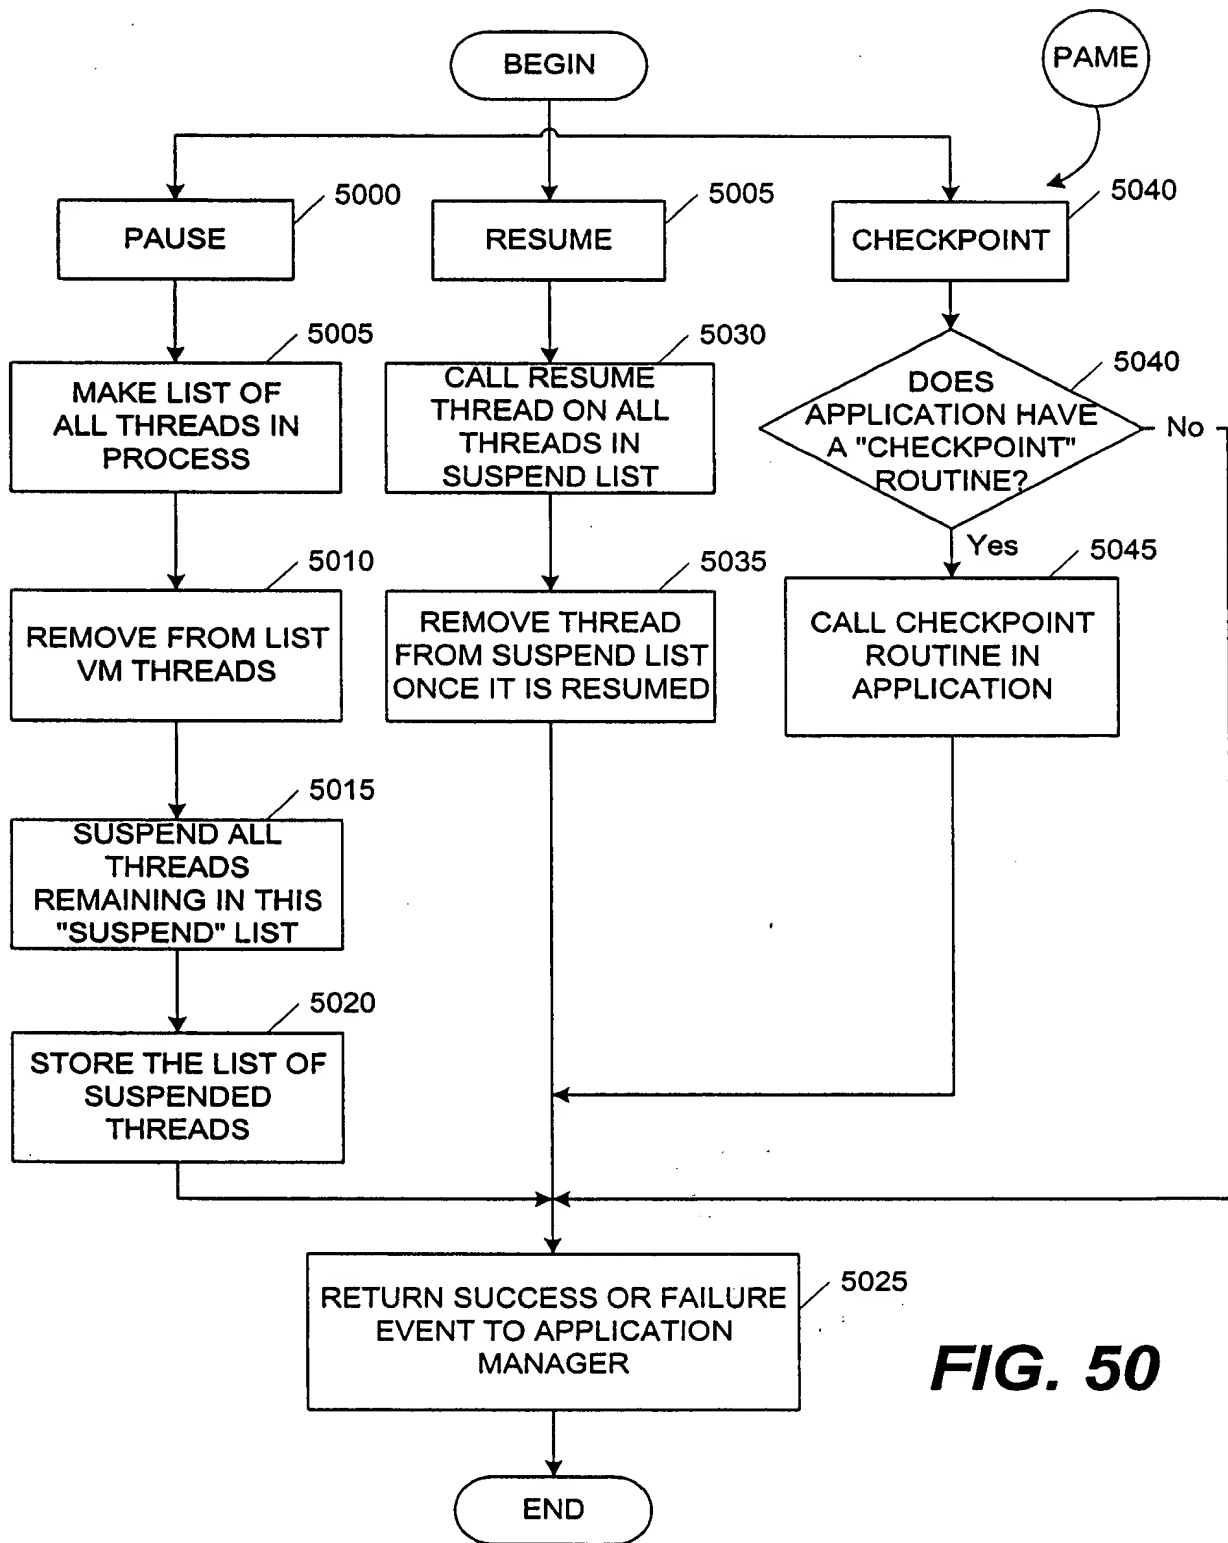 BEGIN
PAME
5000
PAUSE
5005
RESUME
5040
CHECKPOINT
5005
MAKE LIST OF
ALL THREADS IN
PROCESS
5030
CALL RESUME
THREAD ON ALL
THREADS IN
SUSPEND LIST
5040
DOES
APPLICATION HAVE
A "CHECKPOINT"
ROUTINE?
No
Yes
5010
REMOVE FROM LIST
VM THREADS
5035
REMOVE THREAD
FROM SUSPEND LIST
ONCE IT IS RESUMED
5045
CALL CHECKPOINT
ROUTINE IN
APPLICATION
5015
SUSPEND ALL
THREADS
REMAINING IN THIS
"SUSPEND" LIST
5020
STORE THE LIST OF
SUSPENDED
THREADS
5025
RETURN SUCCESS OR FAILURE
EVENT TO APPLICATION
MANAGER
FIG. 50
END